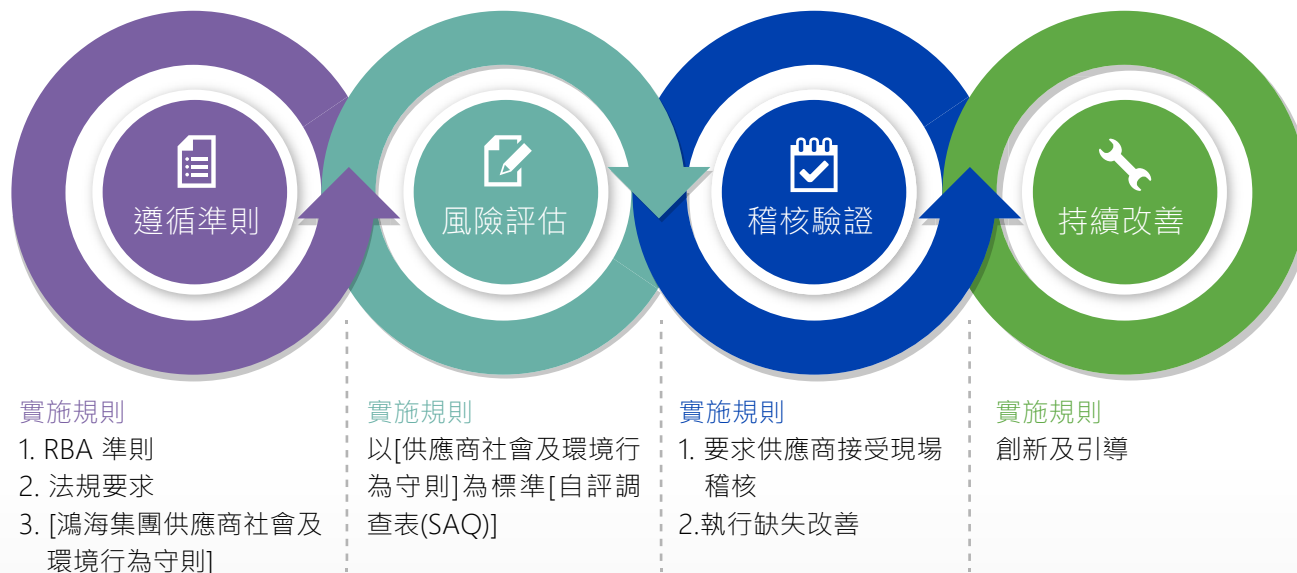 遵循準則
風險評估
稽核驗證
持續改善
實施規則
1. RBA 準則
2. 法規要求
3. [鴻海集團供應商社會及
環境行為守則]
實施規則
以[供應商社會及環境行
為守則]為標準[自評調
查表(SAQ)]
實施規則
1. 要求供應商接受現場
稽核
2.執行缺失改善
實施規則
創新及引導